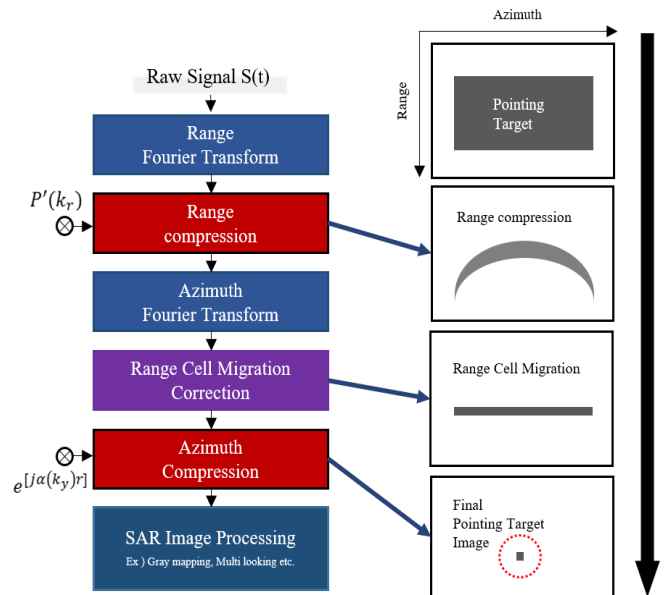 Azimuth
Range
Raw Signal S(t)
Range
Fourier Transform
P'(k_r)
Range
compression
Azimuth
Fourier Transform
Range Cell Migration
Correction
e^[jα(k_y)r]
Azimuth
Compression
SAR Image Processing
Ex ) Gray mapping, Multi looking etc.
Pointing
Target
Range compression
Range Cell Migration
Final
Pointing Target
Image